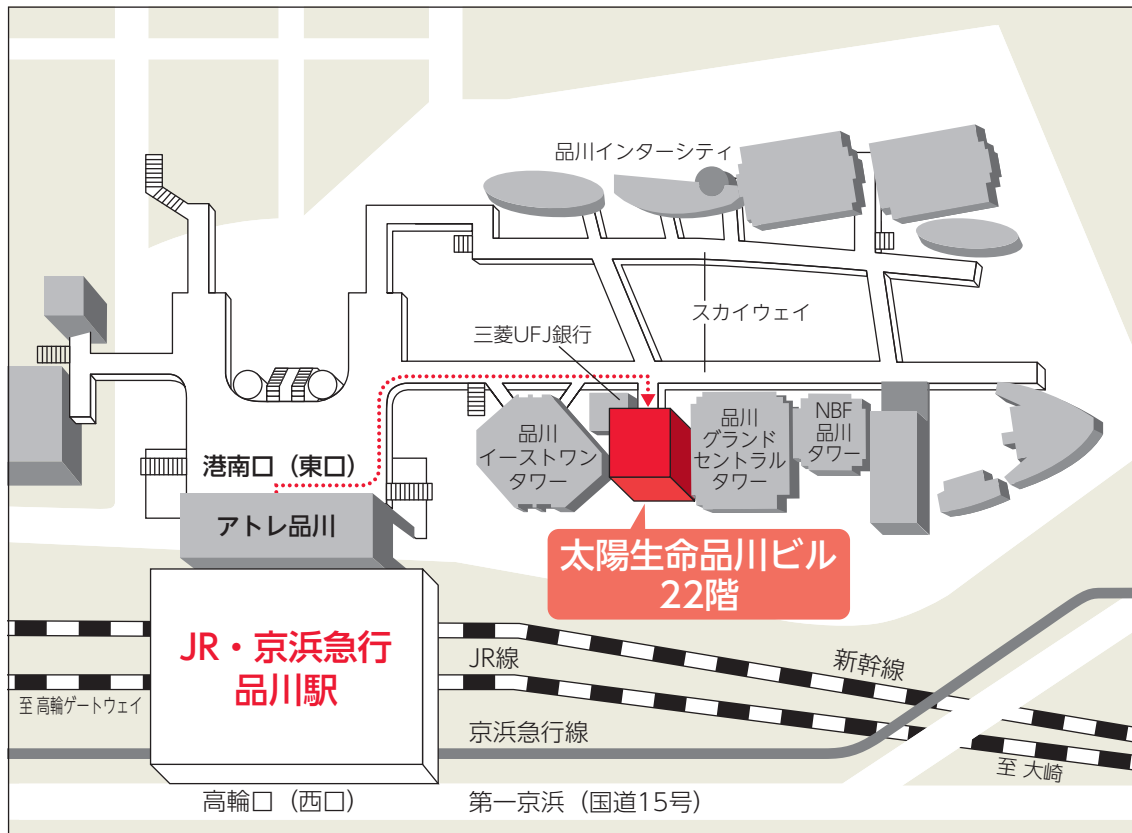 品川インターシティ
スカイウェイ
三菱UFJ銀行
品川
イーストワン
タワー
品川
グランド
セントラル
タワー
NBF
品川
タワー
港南口(東口)
アトレ品川
太陽生命品川ビル
22階
JR・京浜急行
品川駅
JR線
新幹線
至 高輪ゲートウェイ
京浜急行線
至 大崎
高輪口(西口)
第一京浜(国道15号)